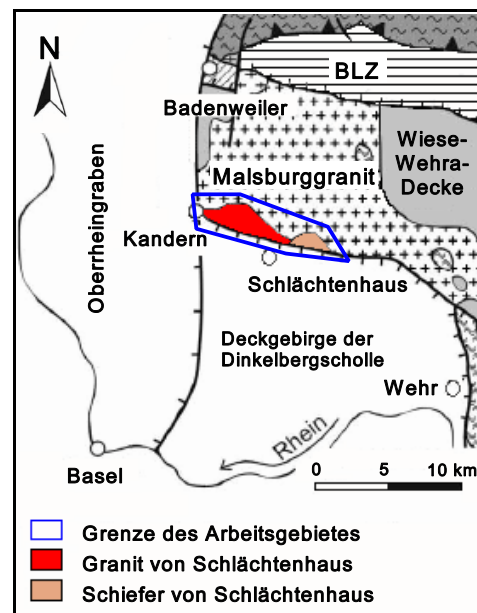 N
BLZ
Badenweiler
Wiese-
Wehra-
Decke
Malsburggranit
Oberrheingraben
Kandern
Schlächtenhaus
Deckgebirge der
Dinkelbergscholle
Wehr
Rhein
Basel
0 5 10 km
Grenze des Arbeitsgebietes
Granit von Schlächtenhaus
Schiefer von Schlächtenhaus